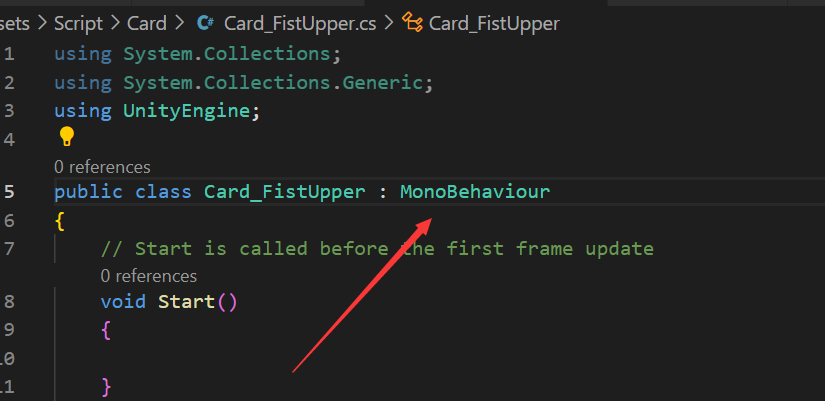 sets > Script > Card > C# Card_FistUpper.cs > Card_FistUpper
1 using System.Collections;
2 using System.Collections.Generic;
3 using UnityEngine;
4
0 references
5 public class Card_FistUpper : MonoBehaviour
6 {
7 // Start is called before the first frame update
0 references
8 void Start()
9 {
10
11 }